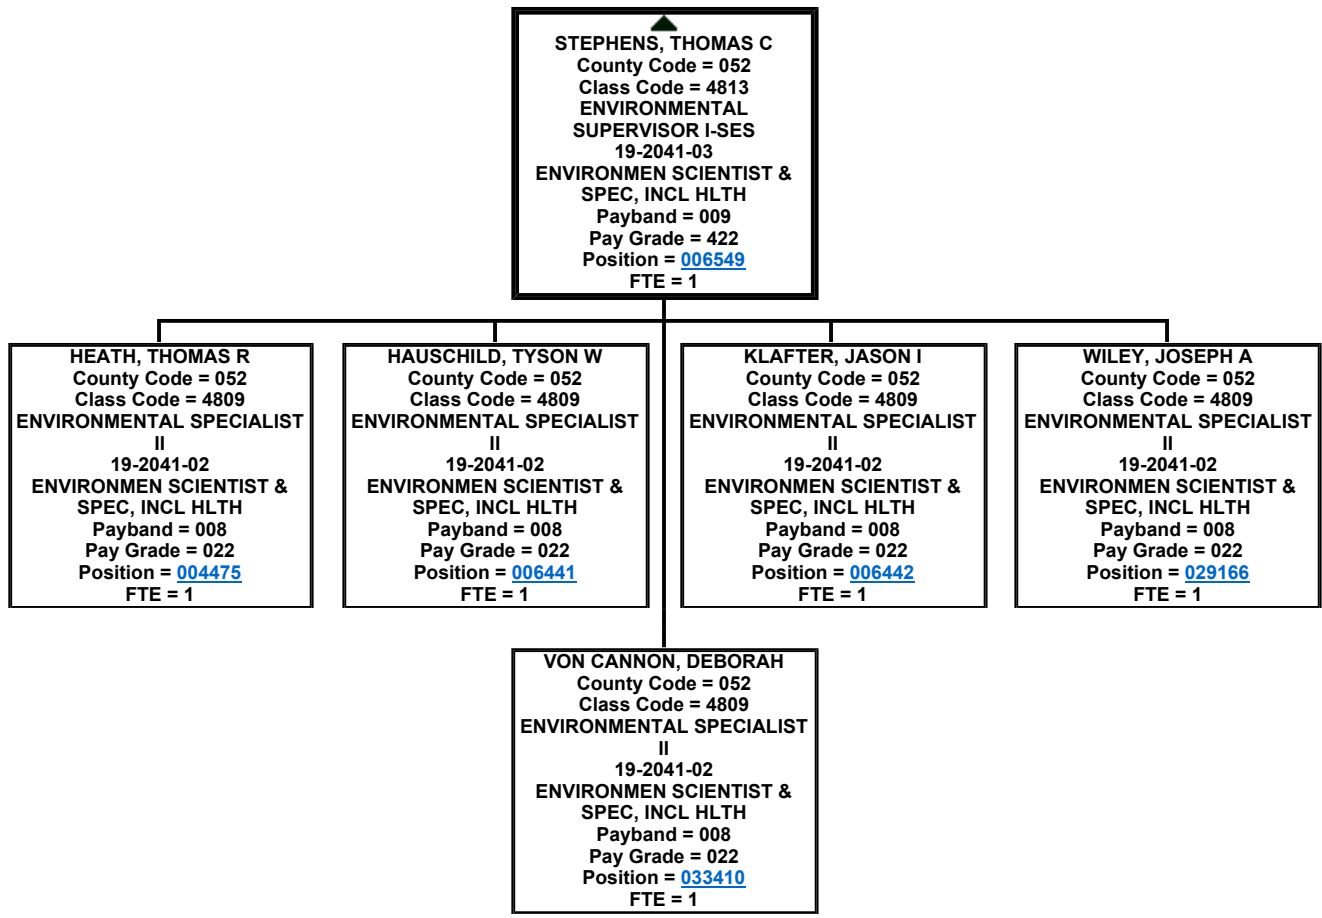 STEPHENS, THOMAS C
County Code = 052
Class Code = 4813
ENVIRONMENTAL
SUPERVISOR I-SES
19-2041-03
ENVIRONMEN SCIENTIST &
SPEC, INCL HLTH
Payband = 009
Pay Grade = 422
Position = 006549
FTE = 1
HEATH, THOMAS R
County Code = 052
Class Code = 4809
ENVIRONMENTAL SPECIALIST
II
19-2041-02
ENVIRONMEN SCIENTIST &
SPEC, INCL HLTH
Payband = 008
Pay Grade = 022
Position = 004475
FTE = 1
HAUSCHILD, TYSON W
County Code = 052
Class Code = 4809
ENVIRONMENTAL SPECIALIST
II
19-2041-02
ENVIRONMEN SCIENTIST &
SPEC, INCL HLTH
Payband = 008
Pay Grade = 022
Position = 006441
FTE = 1
KLAFTER, JASON I
County Code = 052
Class Code = 4809
ENVIRONMENTAL SPECIALIST
II
19-2041-02
ENVIRONMEN SCIENTIST &
SPEC, INCL HLTH
Payband = 008
Pay Grade = 022
Position = 006442
FTE = 1
WILEY, JOSEPH A
County Code = 052
Class Code = 4809
ENVIRONMENTAL SPECIALIST
II
19-2041-02
ENVIRONMEN SCIENTIST &
SPEC, INCL HLTH
Payband = 008
Pay Grade = 022
Position = 029166
FTE = 1
VON CANNON, DEBORAH
County Code = 052
Class Code = 4809
ENVIRONMENTAL SPECIALIST
II
19-2041-02
ENVIRONMEN SCIENTIST &
SPEC, INCL HLTH
Payband = 008
Pay Grade = 022
Position = 033410
FTE = 1